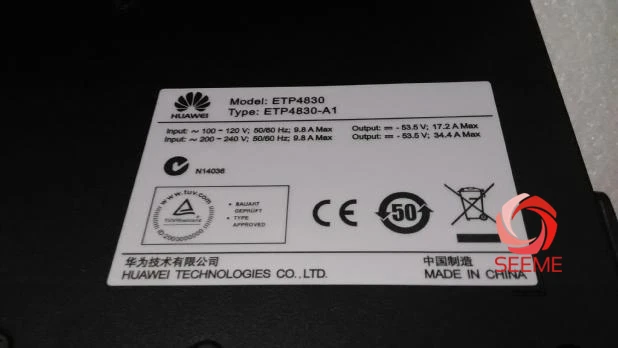 HUAWEI
Model: ETP4830
Type: ETP4830-A1
Input: ~ 100 - 120 V; 50/60 Hz; 9.8 A Max
Output: ⎓ - 53.5 V; 17.2 A Max
Input: ~ 200 - 240 V; 50/60 Hz; 9.8 A Max
Output: ⎓ - 53.5 V; 34.4 A Max
N14036
www.tuv.com
TÜVRheinland
ID 2000000000
• BAUART
GEPRÜFT
• TYPE
APPROVED
CE
50
华为技术有限公司
HUAWEI TECHNOLOGIES CO., LTD.
中国制造
MADE IN CHINA
SEEME